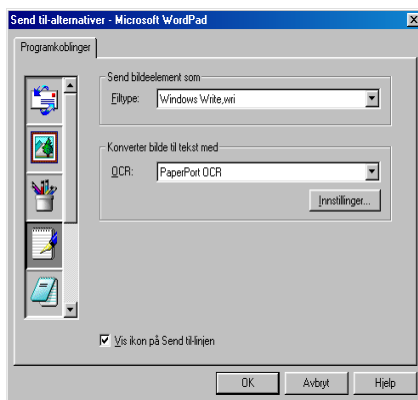 Send til-alternativer - Microsoft WordPad
Programkoblinger
Send bildeelement som
Filtype: Windows Write,wri
Konverter bilde til tekst med
OCR: PaperPort OCR
Innstillinger...
Vis ikon på Send til-linjen
OK Avbryt Hjelp